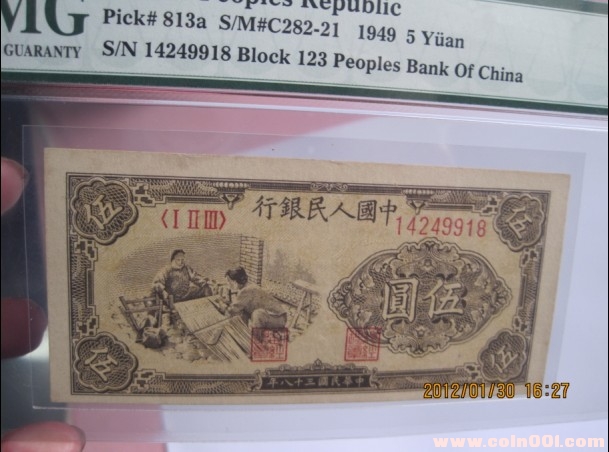 Peoples Republic
MG Pick# 813a S/M#C282-21 1949 5 Yüan
GUARANTY S/N 14249918 Block 123 Peoples Bank Of China
行銀民人國中
伍 伍
〈I II III〉 14249918
圓伍
伍 伍
年八十三國民華中
2012/01/30 16:27
www.coin001.com